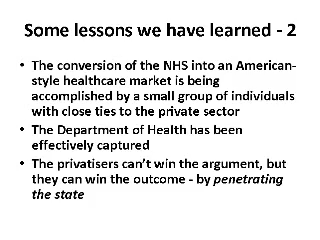 Some lessons we have learned - 2
• The conversion of the NHS into an American-
style healthcare market is being
accomplished by a small group of individuals
with close ties to the private sector
• The Department of Health has been
effectively captured
• The privatisers can’t win the argument, but
they can win the outcome - by penetrating
the state